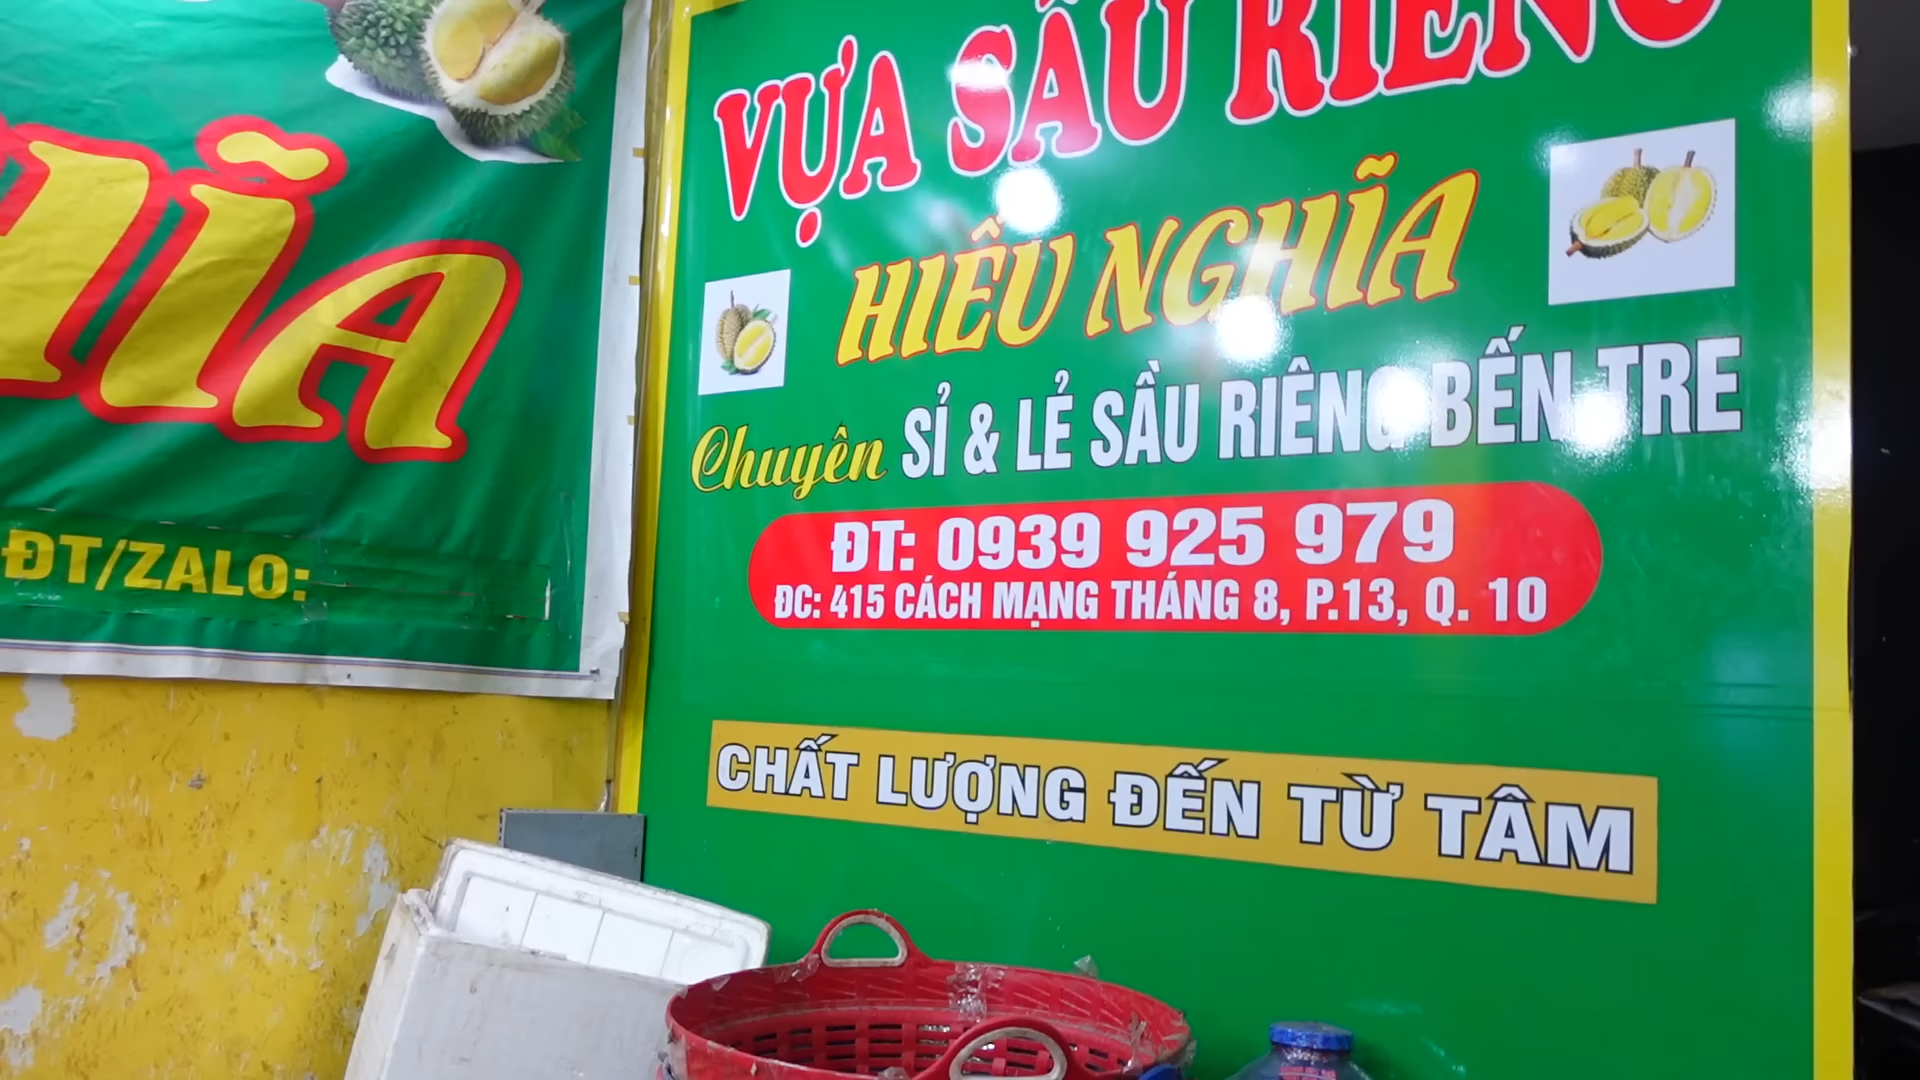 ĨA
ĐT/ZALO:
VỰA SẦU RIÊNG
HIẾU NGHĨA
Chuyên SỈ & LẺ SẦU RIÊNG BẾN TRE
ĐT: 0939 925 979
ĐC: 415 CÁCH MẠNG THÁNG 8, P.13, Q. 10
CHẤT LƯỢNG ĐẾN TỪ TÂM